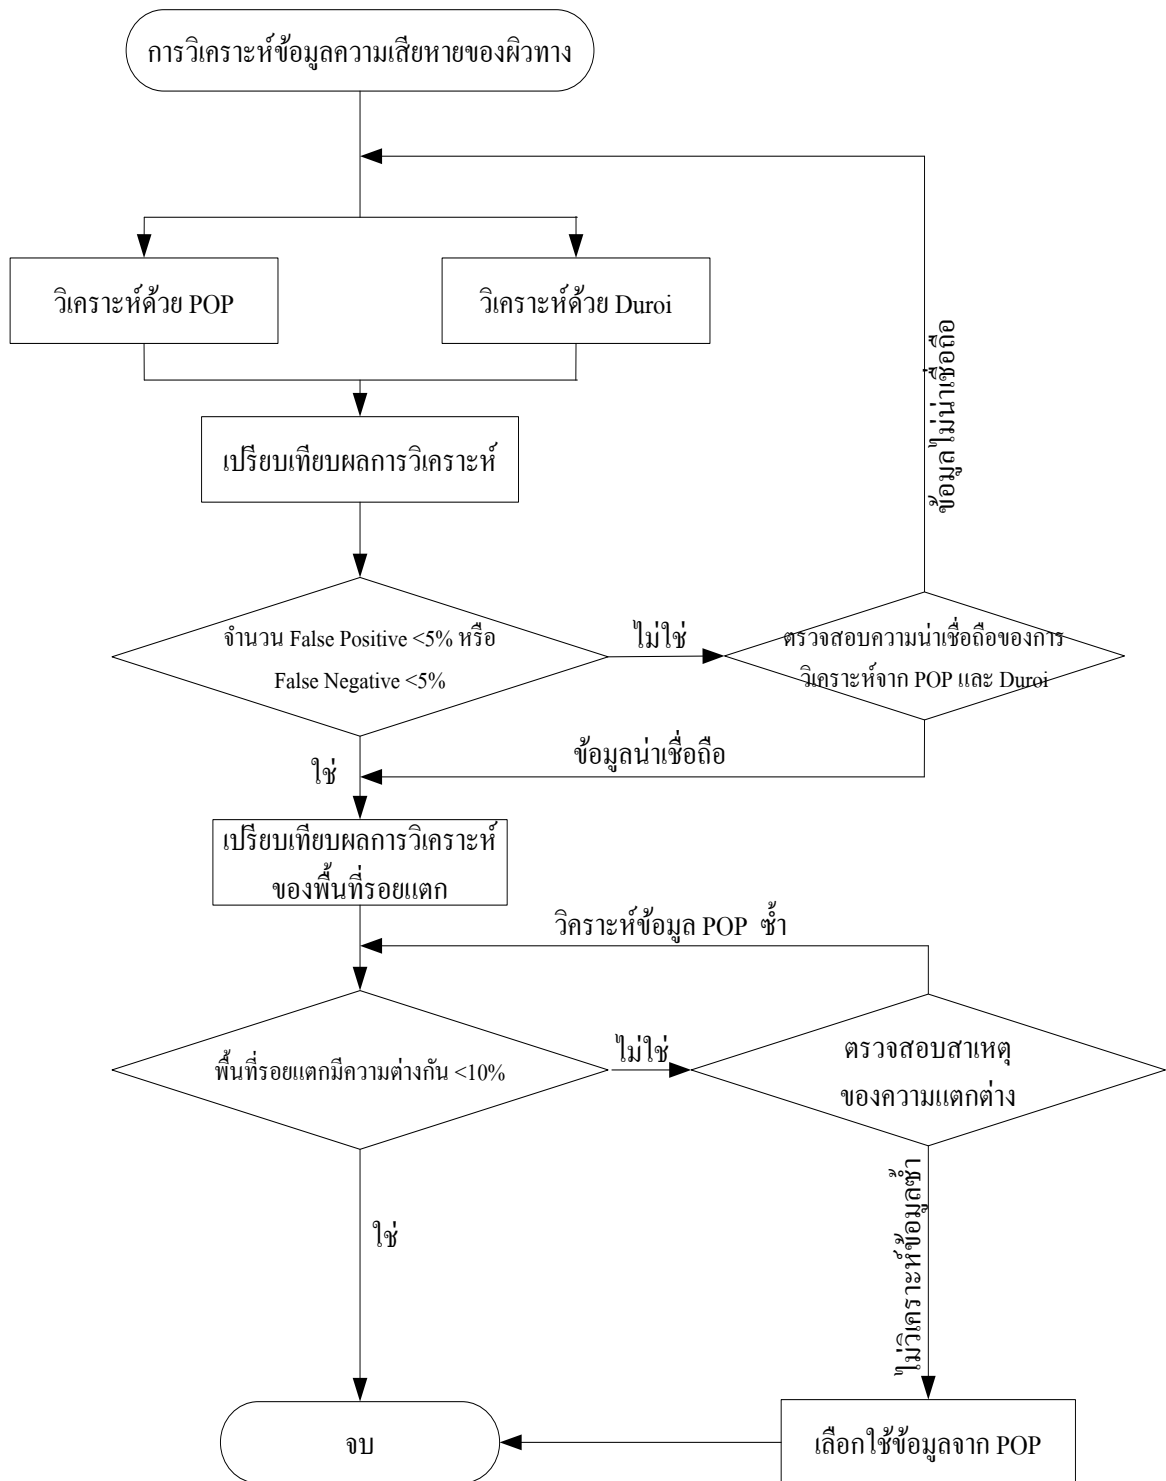 การวิเคราะห์ข้อมูลความเสียหายของผิวทาง
วิเคราะห์ด้วย POP
วิเคราะห์ด้วย Duroi
เปรียบเทียบผลการวิเคราะห์
ข้อมูลไม่น่าเชื่อถือ
จำนวน False Positive <5% หรือ
False Negative <5%
ไม่ใช่
ตรวจสอบความน่าเชื่อถือของการ
วิเคราะห์จาก POP และ Duroi
ข้อมูลน่าเชื่อถือ
ใช่
เปรียบเทียบผลการวิเคราะห์
ของพื้นที่รอยแตก
วิคราะห์ข้อมูล POP ซ้ำ
พื้นที่รอยแตกมีความต่างกัน <10%
ไม่ใช่
ตรวจสอบสาเหตุ
ของความแตกต่าง
ใช่
ไม่วิเคราะห์ข้อมูลซ้ำ
จบ
เลือกใช้ข้อมูลจาก POP